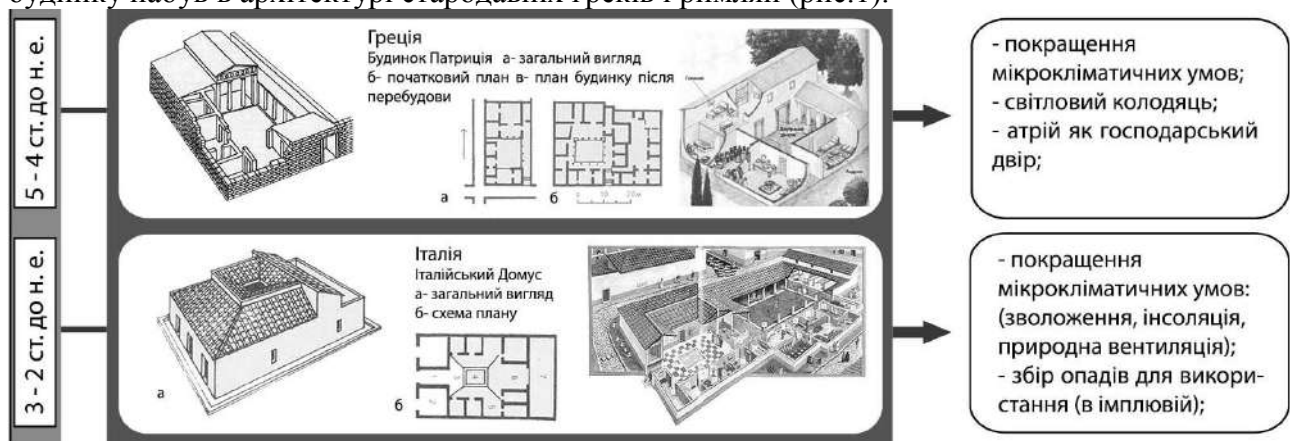 будинку набув в архітектурі стародавніх греків і римлян (рис.1).
5 - 4 ст. до н. е.
Греція
Будинок Патриція а- загальний вигляд
б- початковий план в- план будинку після
перебудови
а
б
- покращення
мікрокліматичних умов;
- світловий колодяць;
- атрій як господарський
двір;
3 - 2 ст. до н. е.
Італія
Італійський Домус
а- загальний вигляд
б- схема плану
а
б
- покращення
мікрокліматичних умов:
(зволоження, інсоляція,
природна вентиляція);
- збір опадів для викори-
стання (в імплювій);